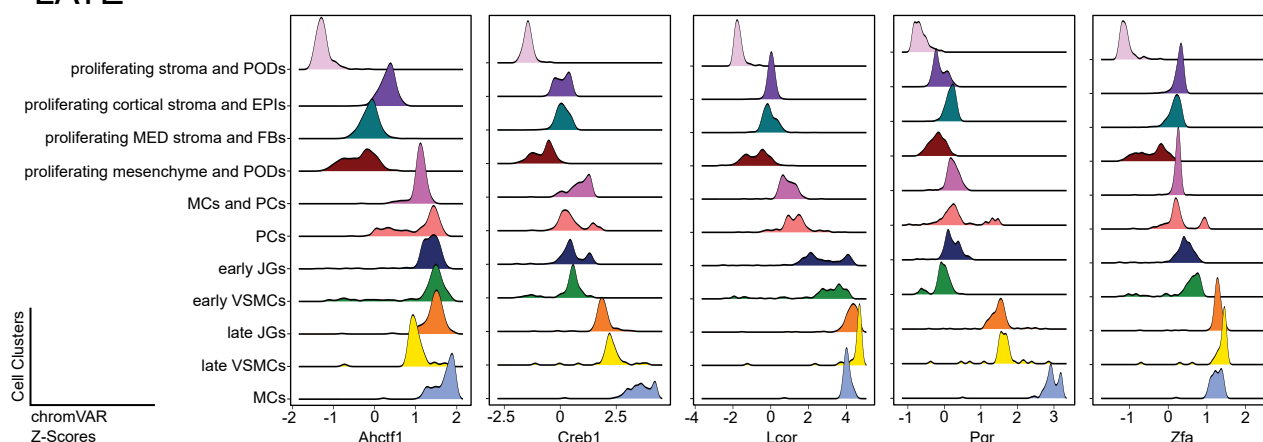 LATE
proliferating stroma and PODs
proliferating cortical stroma and EPIs
proliferating MED stroma and FBs
proliferating mesenchyme and PODs
MCs and PCs
PCs
early JGs
early VSMCs
late JGs
late VSMCs
MCs
Cell Clusters
chromVAR
Z-Scores
-2 -1 0 1 2
-2.5 0 2.5
-4 -2 0 2 4
-1 0 1 2 3
-1 0 1 2
Ahctf1 Creb1 Lcor Pgr Zfa